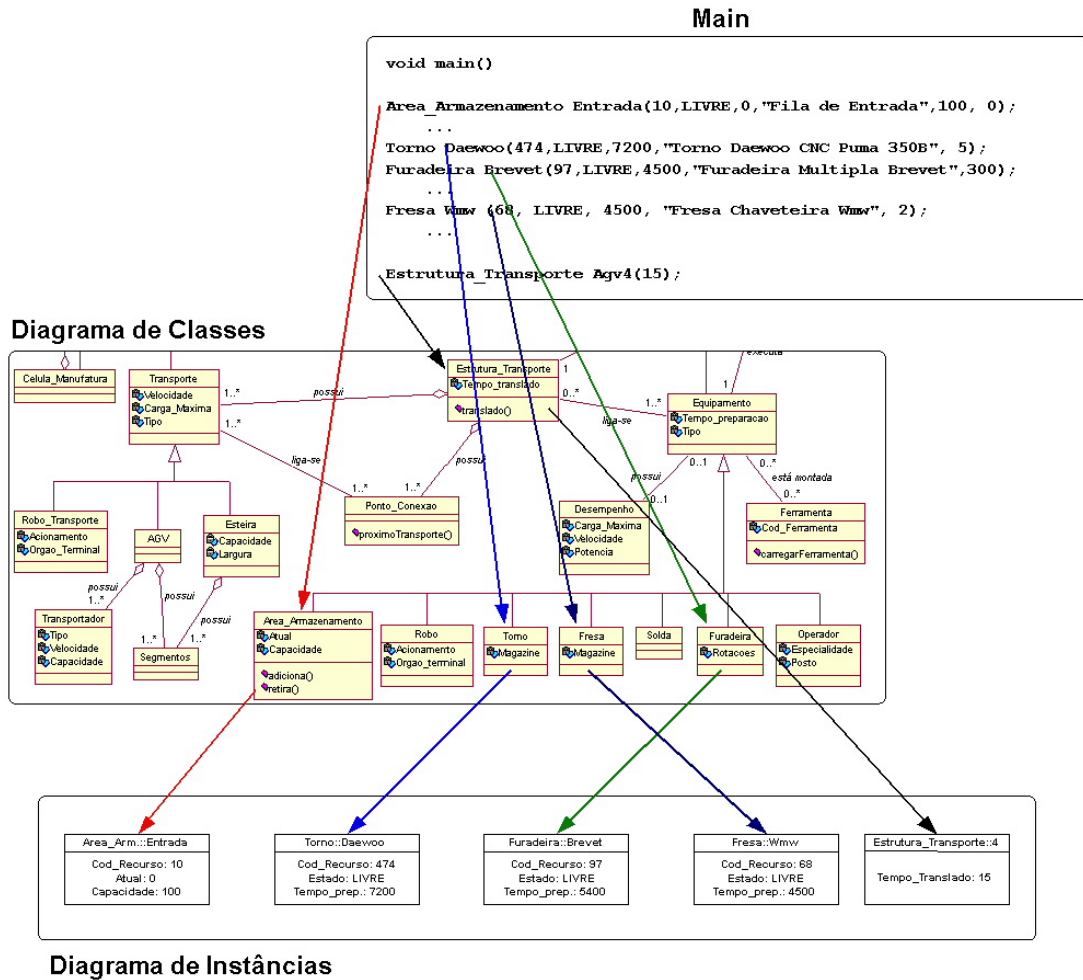 Main
void main()
Area_Armazenamento Entrada(10,LIVRE,0,"Fila de Entrada",100, 0);
...
Torno Daewoo(474,LIVRE,7200,"Torno Daewoo CNC Puma 350B", 5);
Furadeira Brevet(97,LIVRE,4500,"Furadeira Multipla Brevet",300);
...
Fresa Wmw (68, LIVRE, 4500, "Fresa Chaveteira Wmw", 2);
...
Estrutura_Transporte Agv4(15);
Diagrama de Classes
Celula_Manufatura
Transporte
Velocidade
Carga_Maxima
Tipo
1..*
1..*
possui
Estrutura_Transporte
Tempo_translado
translado()
1
0..*
1..*
liga-se
executa
1
Equipamento
Tempo_preparacao
Tipo
liga-se
1..*
possui
1..*
Ponto_Conexao
proximoTransporte()
possui
0..1
0..1
0..*
está montada
0..*
Desempenho
Carga_Maxima
Velocidade
Potencia
Ferramenta
Cod_Ferramenta
carregarFerramenta()
Robo_Transporte
Acionamento
Orgao_Terminal
AGV
Esteira
Capacidade
Largura
possui
1..*
possui
1..*
possui
1..*
Transportador
Tipo
Velocidade
Capacidade
Segmentos
Area_Armazenamento
Atual
Capacidade
adiciona()
retira()
Robo
Acionamento
Orgao_terminal
Torno
Magazine
Fresa
Magazine
Solda
Furadeira
Rotacoes
Operador
Especialidade
Posto
Area_Arm.::Entrada
Cod_Recurso: 10
Atual: 0
Capacidade: 100
Torno::Daewoo
Cod_Recurso: 474
Estado: LIVRE
Tempo_prep.: 7200
Furadeira::Brevet
Cod_Recurso: 97
Estado: LIVRE
Tempo_prep.: 5400
Fresa::Wmw
Cod_Recurso: 68
Estado: LIVRE
Tempo_prep.: 4500
Estrutura_Transporte::4
Tempo_Translado: 15
Diagrama de Instâncias